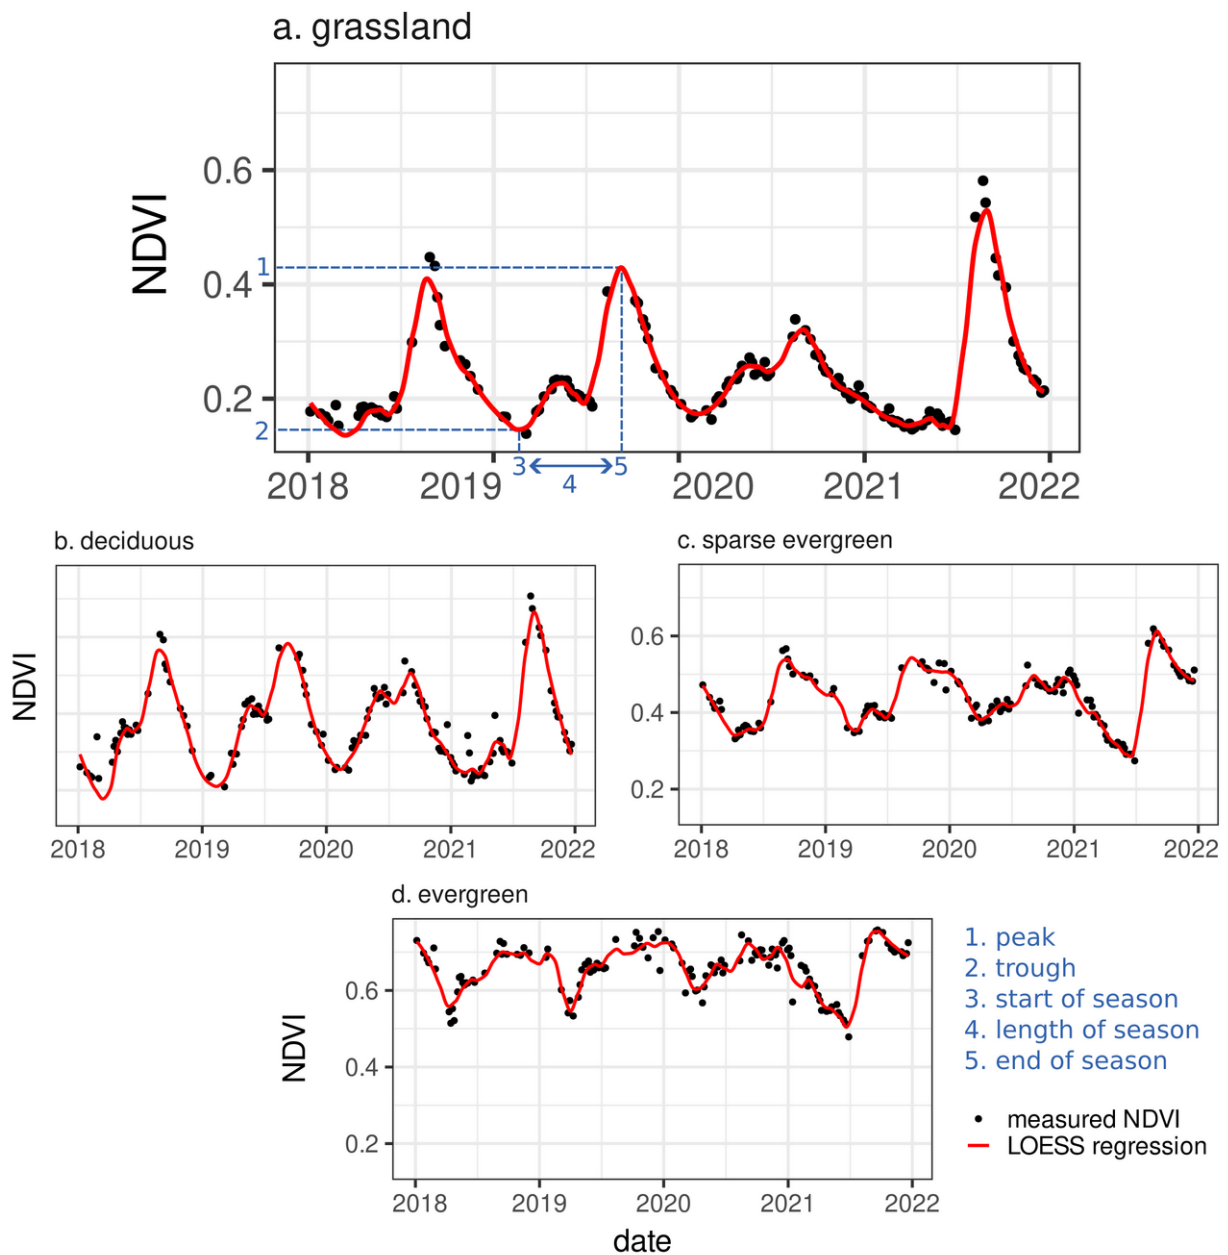 a. grassland
NDVI
0.6
0.4
0.2
1
2
3
4
5
2018 2019 2020 2021 2022
b. deciduous
NDVI
2018 2019 2020 2021 2022
c. sparse evergreen
0.6
0.4
0.2
2018 2019 2020 2021 2022
d. evergreen
NDVI
0.6
0.4
0.2
2018 2019 2020 2021 2022
date
1. peak
2. trough
3. start of season
4. length of season
5. end of season
measured NDVI
LOESS regression